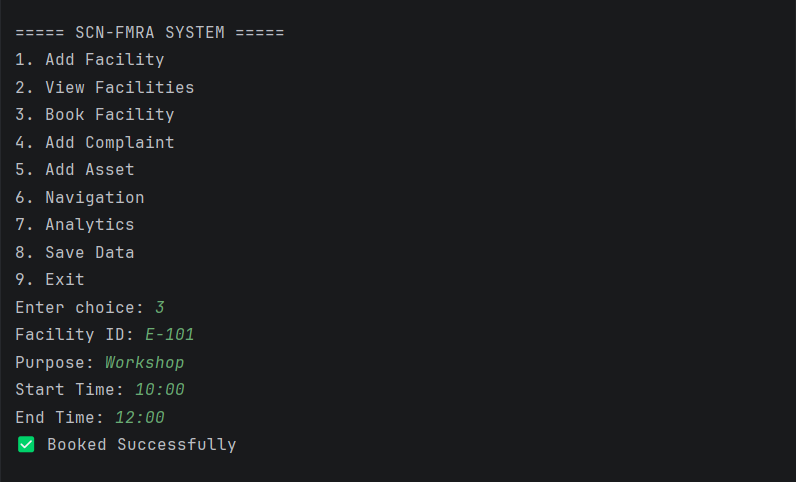 ===== SCN-FMRA SYSTEM =====
1. Add Facility
2. View Facilities
3. Book Facility
4. Add Complaint
5. Add Asset
6. Navigation
7. Analytics
8. Save Data
9. Exit
Enter choice: 3
Facility ID: E-101
Purpose: Workshop
Start Time: 10:00
End Time: 12:00
✅ Booked Successfully